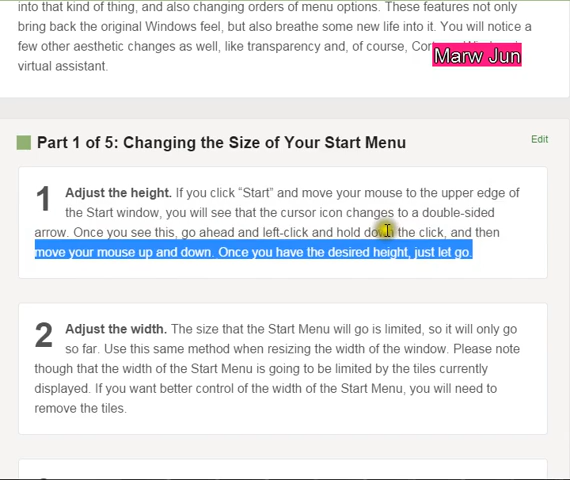 into that kind of thing, and also changing orders of menu options. These features not only
bring back the original Windows feel, but also breathe some new life into it. You will notice a
few other aesthetic changes as well, like transparency and, of course,
virtual assistant.
Marw Jun
Part 1 of 5: Changing the Size of Your Start Menu
Edit
1 Adjust the height. If you click “Start” and move your mouse to the upper edge of
the Start window, you will see that the cursor icon changes to a double-sided
arrow. Once you see this, go ahead and left-click and hold down the click, and then
move your mouse up and down. Once you have the desired height, just let go.
2 Adjust the width. The size that the Start Menu will go is limited, so it will only go
so far. Use this same method when resizing the width of the window. Please note
though that the width of the Start Menu is going to be limited by the tiles currently
displayed. If you want better control of the width of the Start Menu, you will need to
remove the tiles.